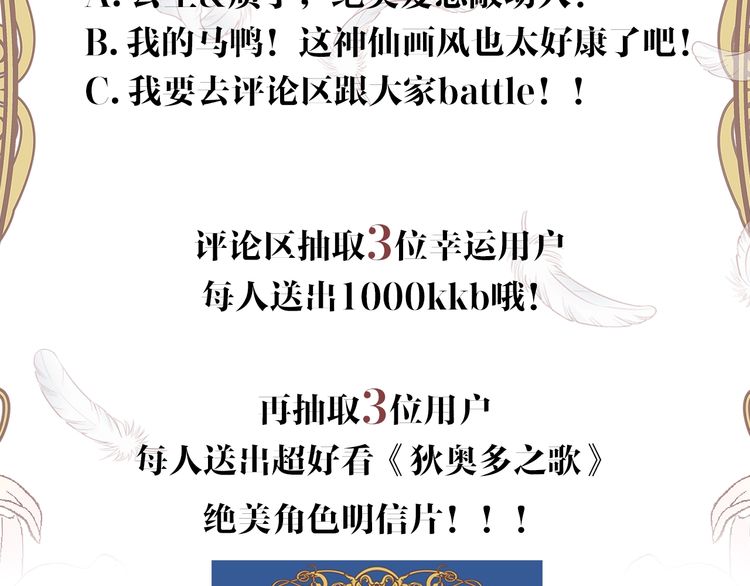 B. 我的马鸭！这神仙画风也太好康了吧！
C. 我要去评论区跟大家battle！！
评论区抽取3位幸运用户
每人送出1000kkb哦！
再抽取3位用户
每人送出超好看《狄奥多之歌》
绝美角色明信片！！！